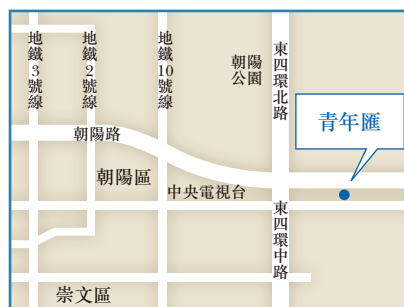 地鐵3號線
地鐵2號線
地鐵10號線
朝陽
公園
東四環北路
青年匯
朝陽路
朝陽區
中央電視台
東四環中路
崇文區